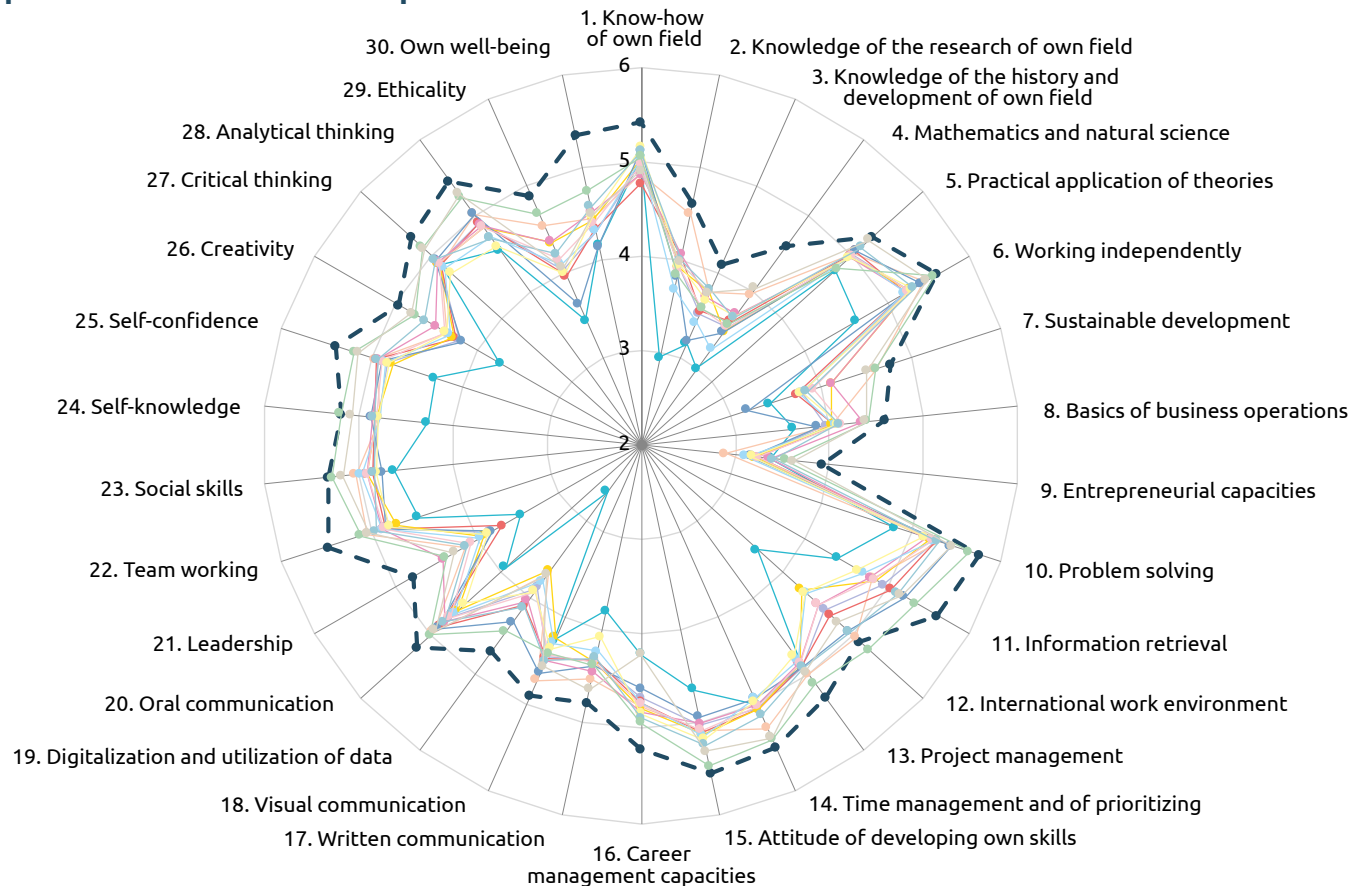 1. Know-how
of own field
2. Knowledge of the research of own field
3. Knowledge of the history and
development of own field
4. Mathematics and natural science
5. Practical application of theories
6. Working independently
7. Sustainable development
8. Basics of business operations
9. Entrepreneurial capacities
10. Problem solving
11. Information retrieval
12. International work environment
13. Project management
14. Time management and of prioritizing
15. Attitude of developing own skills
16. Career
management capacities
17. Written communication
18. Visual communication
19. Digitalization and utilization of data
20. Oral communication
21. Leadership
22. Team working
23. Social skills
24. Self-knowledge
25. Self-confidence
26. Creativity
27. Critical thinking
28. Analytical thinking
29. Ethicality
30. Own well-being
6
5
4
3
2